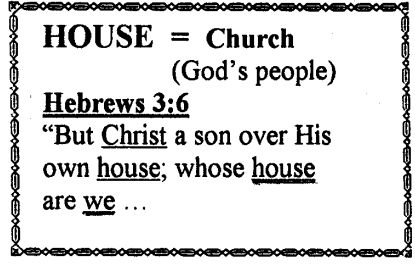 HOUSE = Church
(God's people)
Hebrews 3:6
“But Christ a son over His
own house; whose house
are we ...